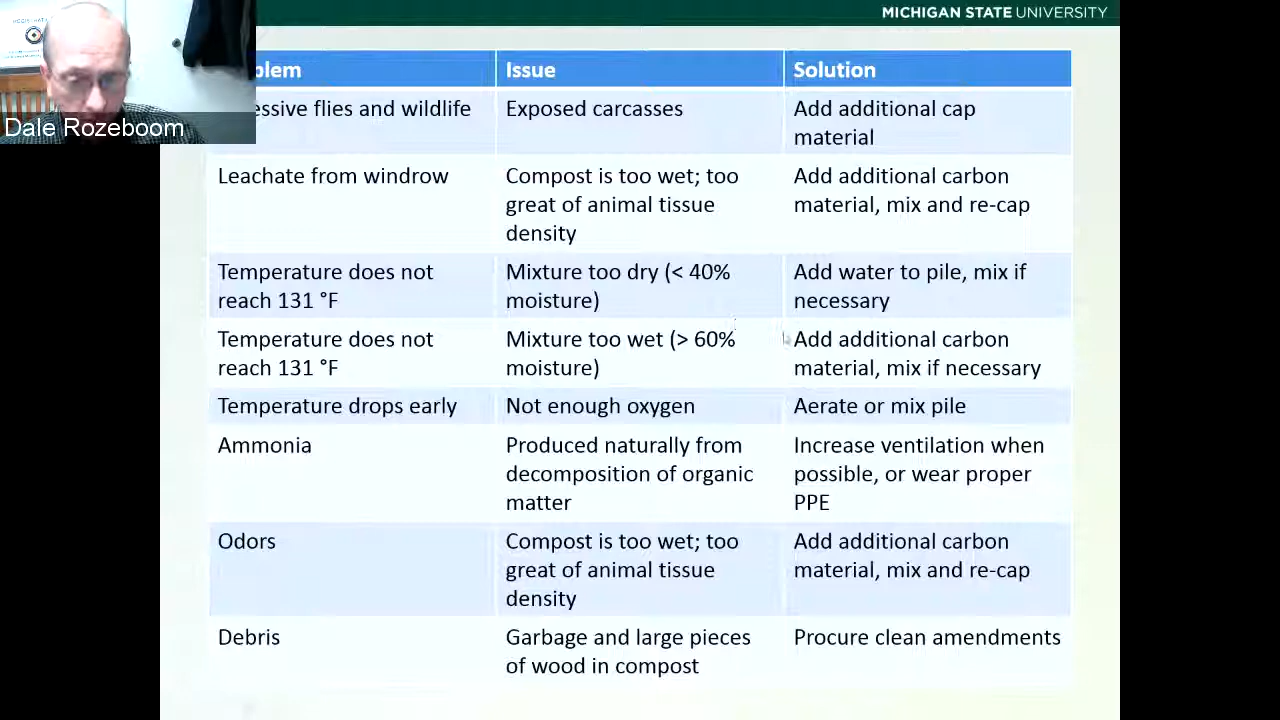 MICHIGAN STATE UNIVERSITY
Dale Rozeboom
blem Issue Solution
essive flies and wildlife Exposed carcasses Add additional cap
material
Leachate from windrow Compost is too wet; too Add additional carbon
great of animal tissue material, mix and re-cap
density
Temperature does not Mixture too dry (< 40% Add water to pile, mix if
reach 131 °F moisture) necessary
Temperature does not Mixture too wet (> 60% Add additional carbon
reach 131 °F moisture) material, mix if necessary
Temperature drops early Not enough oxygen Aerate or mix pile
Ammonia Produced naturally from Increase ventilation when
decomposition of organic possible, or wear proper
matter PPE
Odors Compost is too wet; too Add additional carbon
great of animal tissue material, mix and re-cap
density
Debris Garbage and large pieces Procure clean amendments
of wood in compost